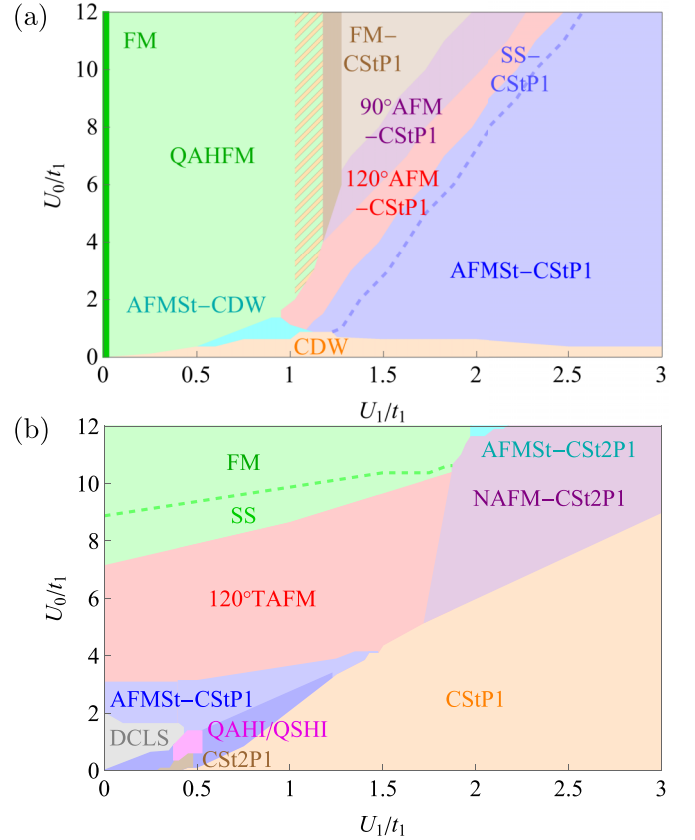 (a)
12
10
8
6
4
2
0
U₀/t₁
FM
QAHFM
AFMSt−CDW
CDW
FM−
CStP1
90°AFM
−CStP1
120°AFM
−CStP1
SS−
CStP1
AFMSt−CStP1
0 0.5 1 1.5 2 2.5 3
U₁/t₁
(b)
12
10
8
6
4
2
0
U₀/t₁
FM
SS
120°TAFM
AFMSt−CSt2P1
NAFM−CSt2P1
AFMSt−CStP1
DCLS
QAHI/QSHI
CSt2P1
CStP1
0 0.5 1 1.5 2 2.5 3
U₁/t₁